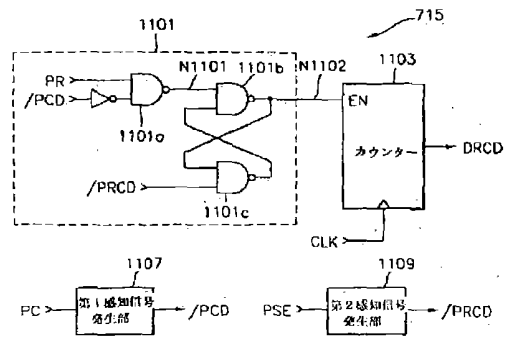 715
1101
PR
/PCD
1101a
N1101
1101b
N1102
1103
EN
カウンター
DRCD
/PRCD
1101c
CLK
1107
PC
第1感知信号
発生部
/PCD
1109
PSE
第2感知信号
発生部
/PRCD